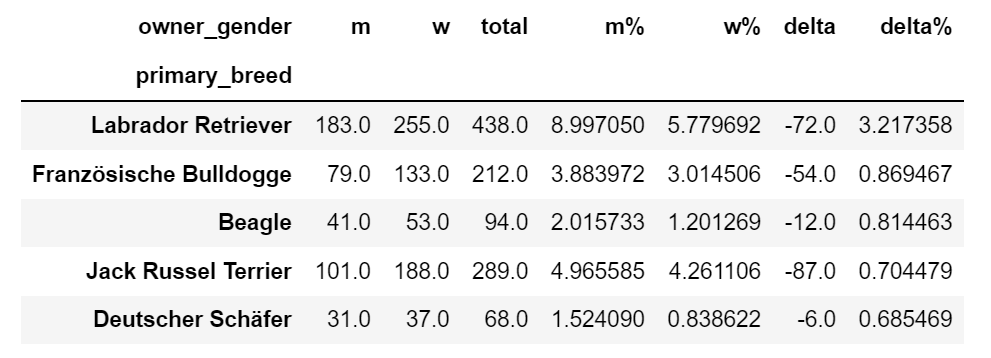 owner_gender m w total m% w% delta delta%
primary_breed
Labrador Retriever 183.0 255.0 438.0 8.997050 5.779692 -72.0 3.217358
Französische Bulldogge 79.0 133.0 212.0 3.883972 3.014506 -54.0 0.869467
Beagle 41.0 53.0 94.0 2.015733 1.201269 -12.0 0.814463
Jack Russel Terrier 101.0 188.0 289.0 4.965585 4.261106 -87.0 0.704479
Deutscher Schäfer 31.0 37.0 68.0 1.524090 0.838622 -6.0 0.685469